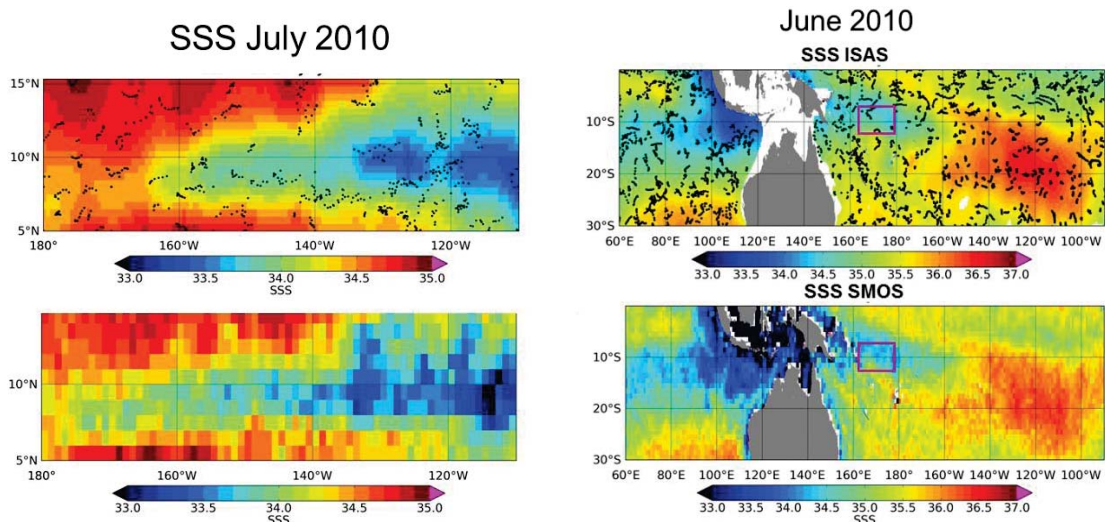 SSS July 2010
15°N
10°N
5°N
180° 160° 140° 120°
33.0 33.5 34.0 34.5 35.0
SSS
10°N
5°N
180° 160° 140° 120°
33.0 33.5 34.0 34.5 35.0
SSS
June 2010
SSS ISAS
10°S
20°S
30°S
60°E 80°E 100°E 120°E 140°E 160°E 180° 160°W 140°W 120°W 100°W
33.0 33.5 34.0 34.5 35.0 35.5 36.0 36.5 37.0
SSS
SSS SMOS
10°S
20°S
30°S
60°E 80°E 100°E 120°E 140°E 160°E 180° 160°W 140°W 120°W 100°W
33.0 33.5 34.0 34.5 35.0 35.5 36.0 36.5 37.0
SSS